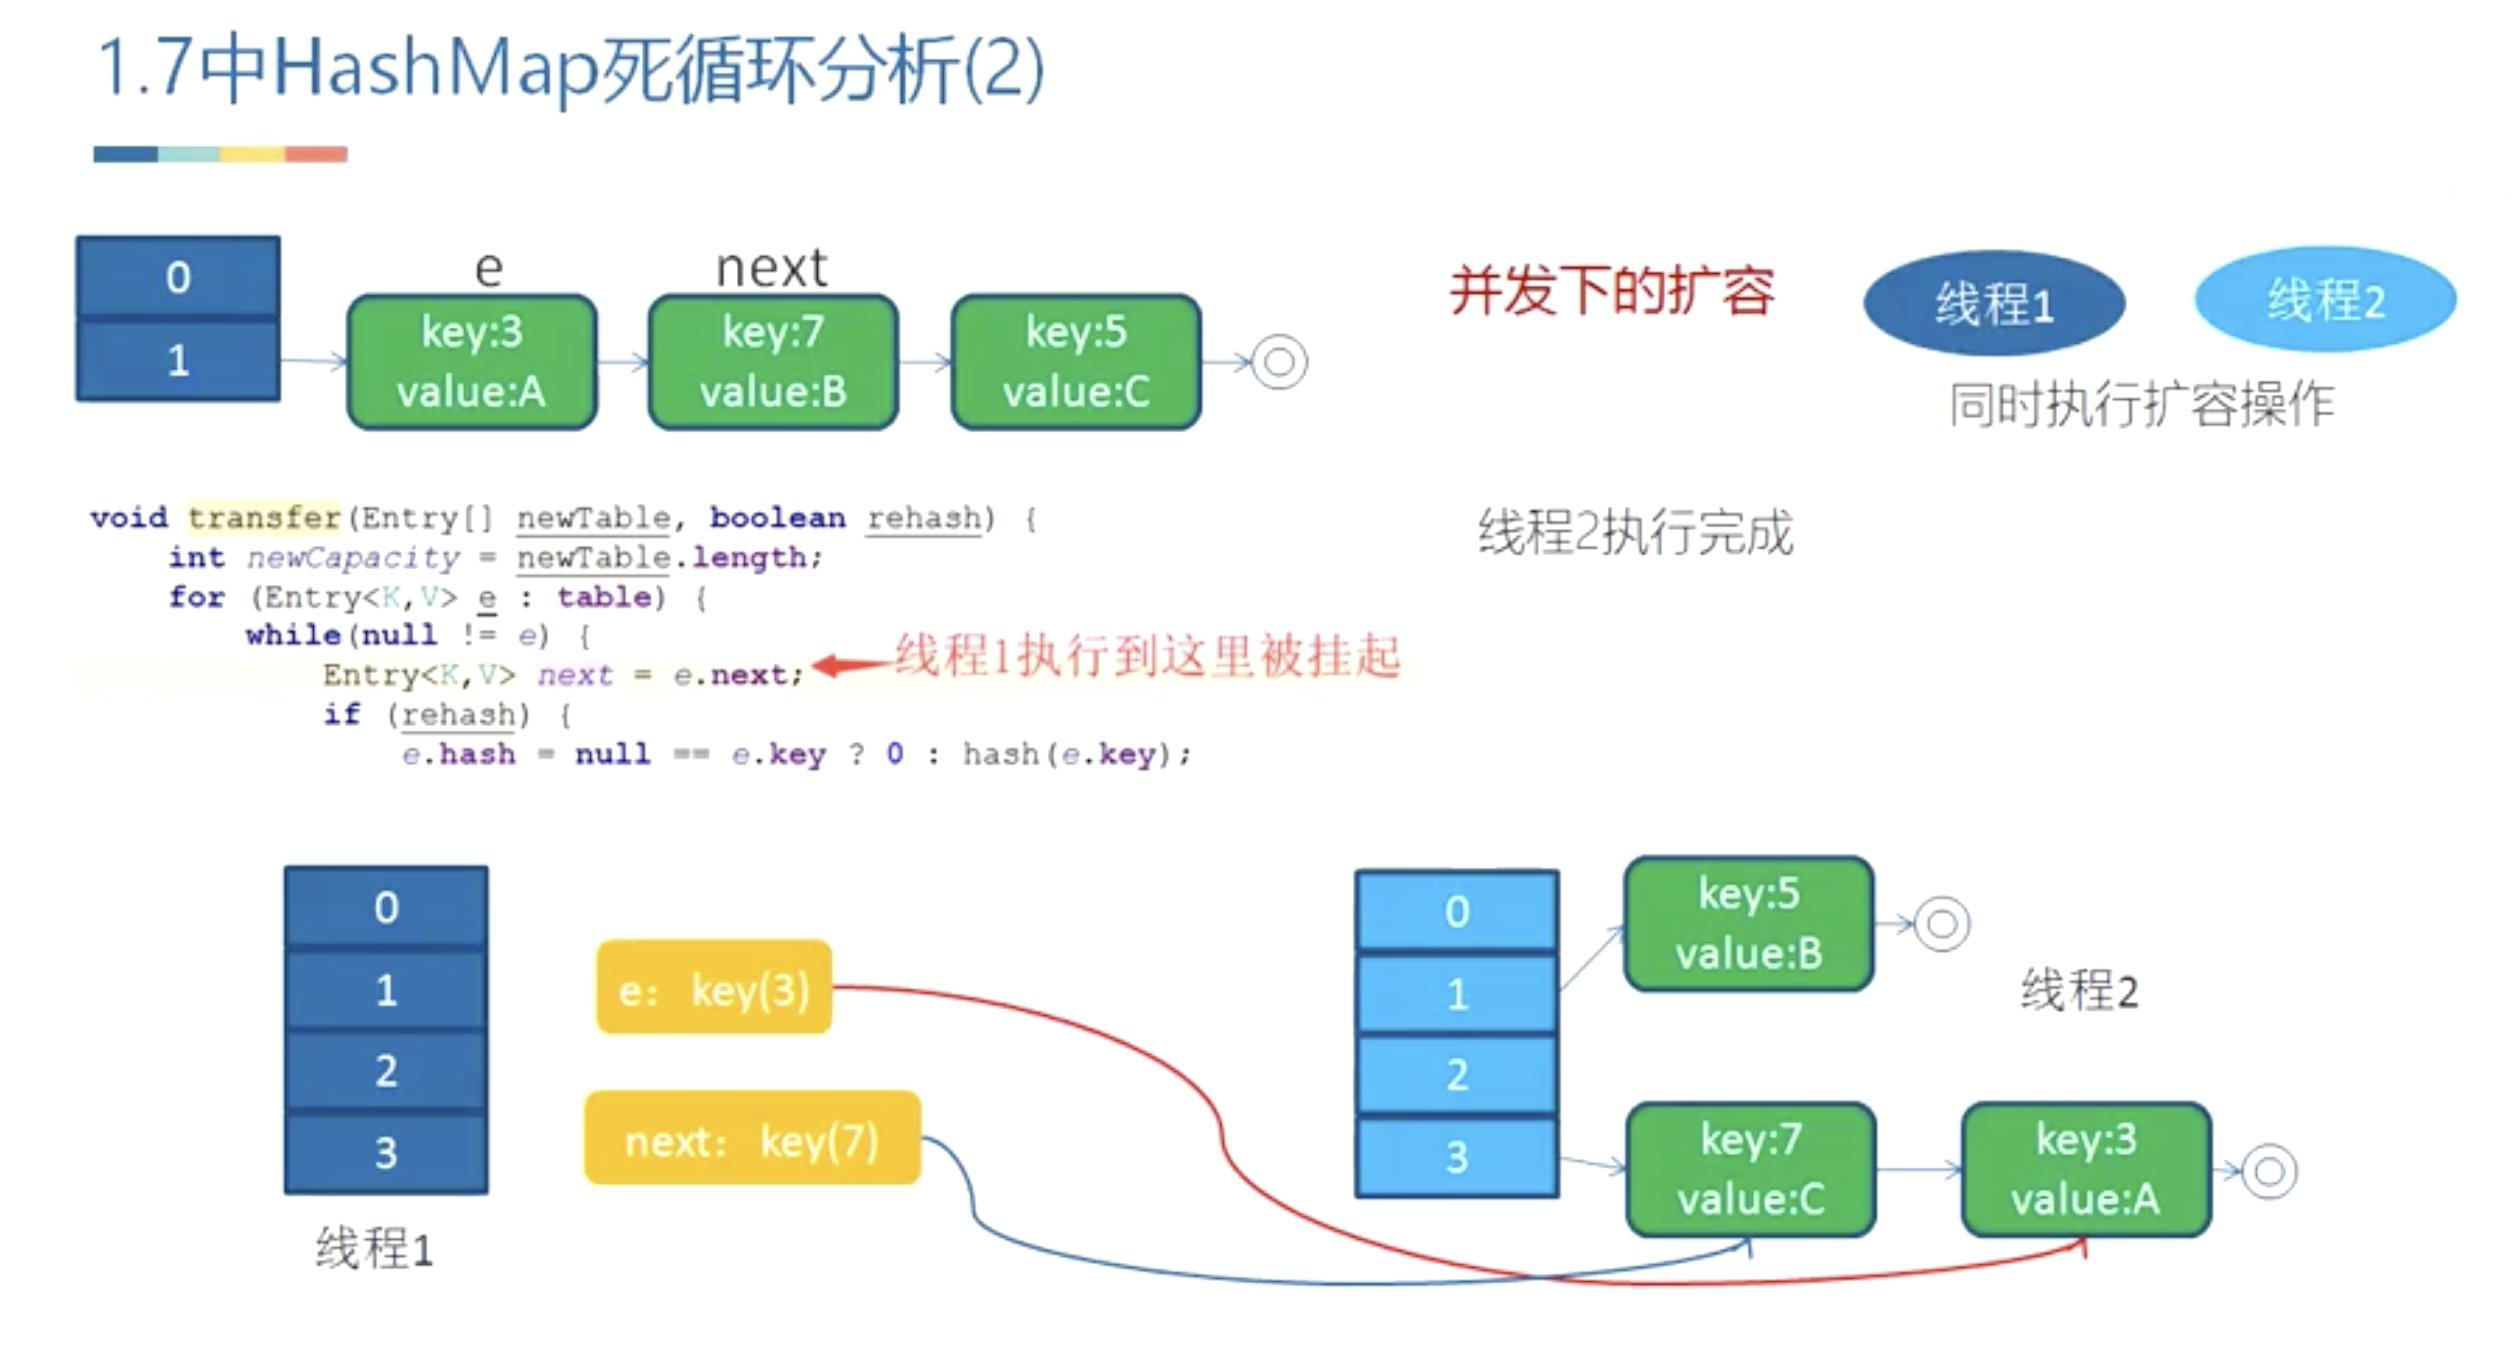 1.7中HashMap死循环分析(2)
0
1
e
key:3
value:A
next
key:7
value:B
key:5
value:C
并发下的扩容
线程1
线程2
同时执行扩容操作
void transfer(Entry[] newTable, boolean rehash) {
int newCapacity = newTable.length;
for (Entry<K,V> e : table) {
while(null != e) {
Entry<K,V> next = e.next;
线程1执行到这里被挂起
if (rehash) {
e.hash = null == e.key ? 0 : hash(e.key);
线程2执行完成
0
1
2
3
线程1
e: key(3)
next: key(7)
0
1
2
3
key:5
value:B
线程2
key:7
value:C
key:3
value:A